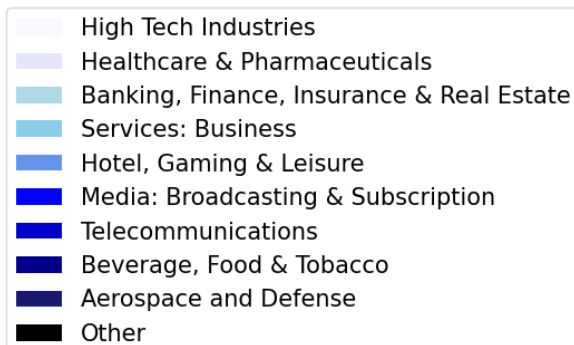 High Tech Industries
Healthcare & Pharmaceuticals
Banking, Finance, Insurance & Real Estate
Services: Business
Hotel, Gaming & Leisure
Media: Broadcasting & Subscription
Telecommunications
Beverage, Food & Tobacco
Aerospace and Defense
Other